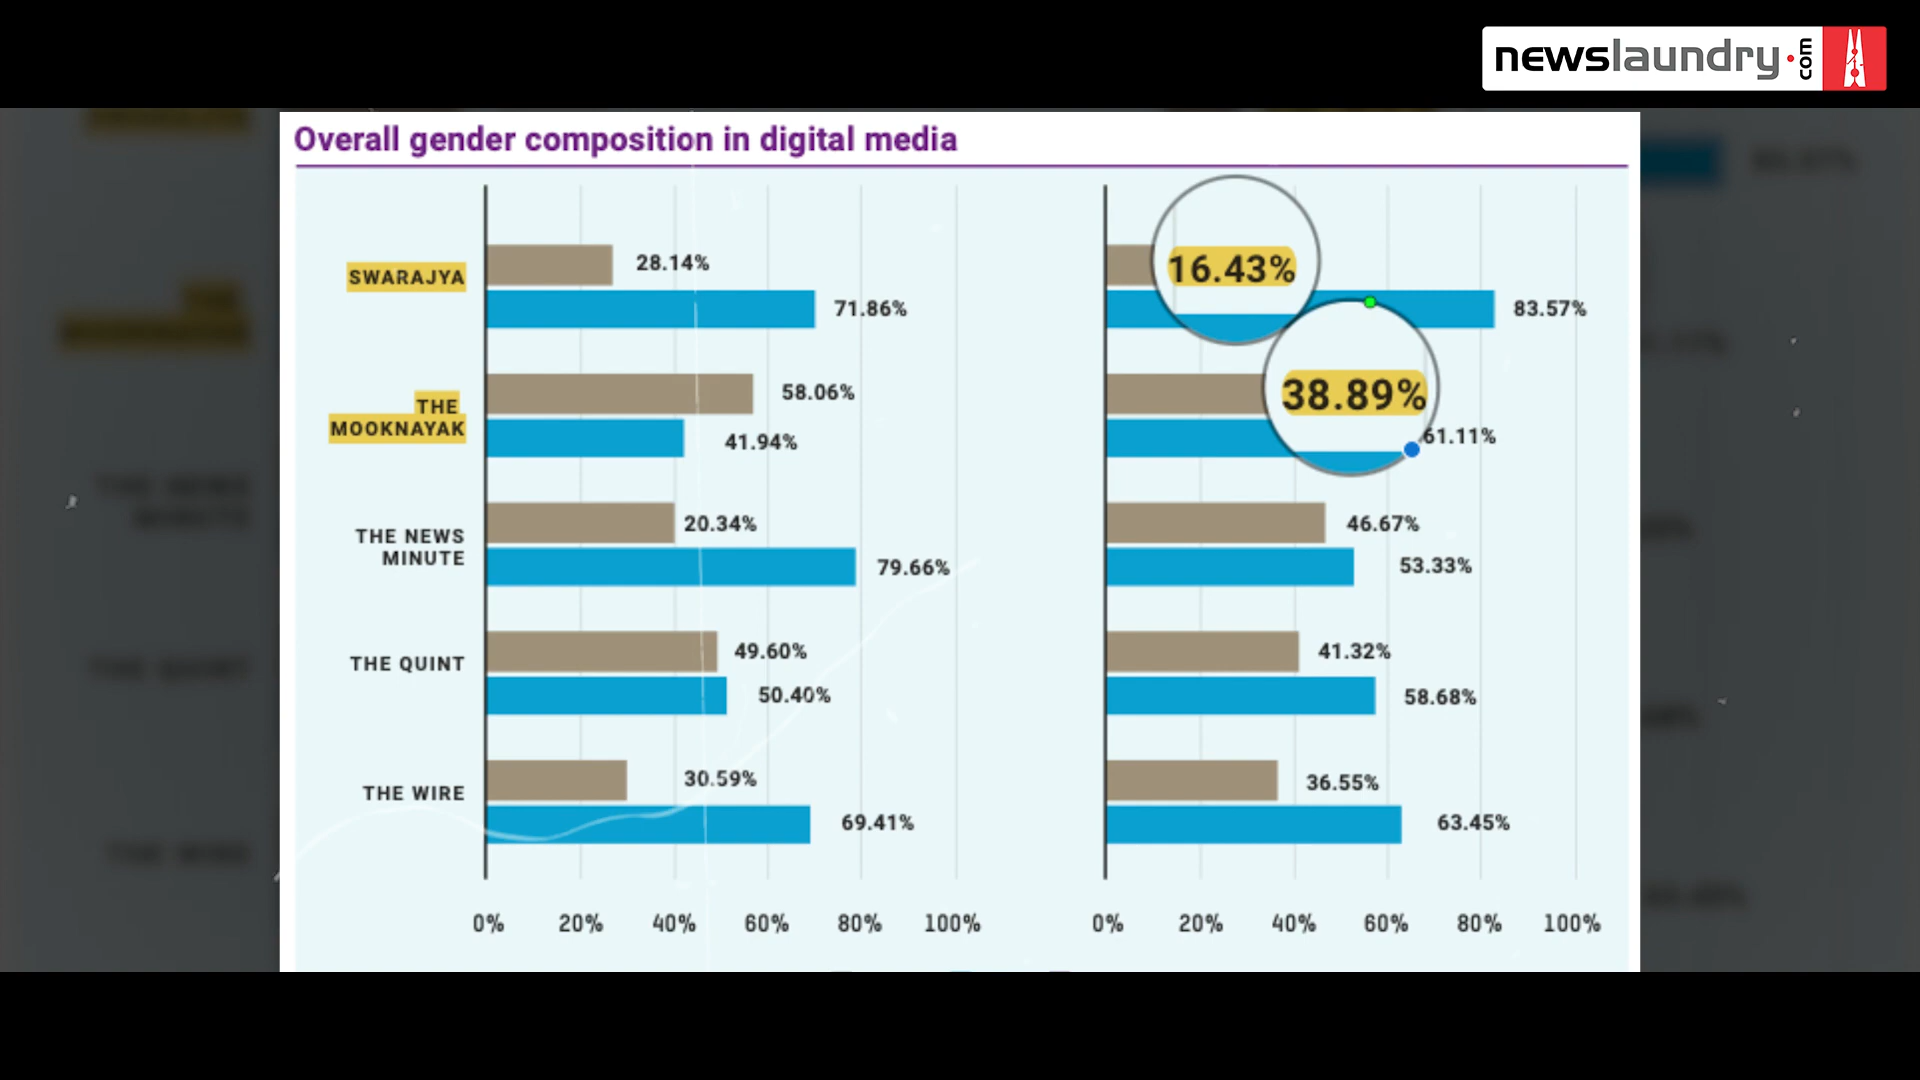 newslaundry.com
Overall gender composition in digital media
SWARAJYA
28.14%
71.86%
16.43%
83.57%
THE
MOOKNAYAK
58.06%
41.94%
38.89%
61.11%
THE NEWS
MINUTE
20.34%
79.66%
46.67%
53.33%
THE QUINT
49.60%
50.40%
41.32%
58.68%
THE WIRE
30.59%
69.41%
36.55%
63.45%
0% 20% 40% 60% 80% 100%
0% 20% 40% 60% 80% 100%